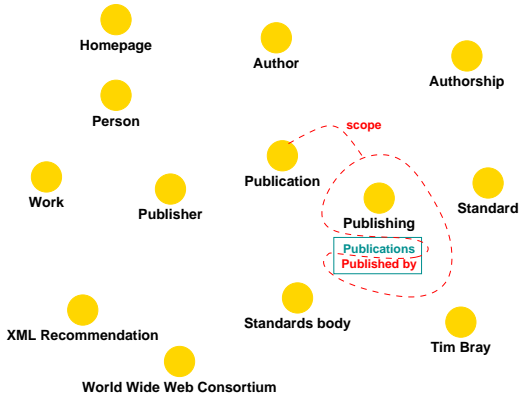 Homepage
Author
Authorship
Person
scope
Publication
Work
Publisher
Publishing
Standard
Publications
Published by
Standards body
XML Recommendation
Tim Bray
World Wide Web Consortium